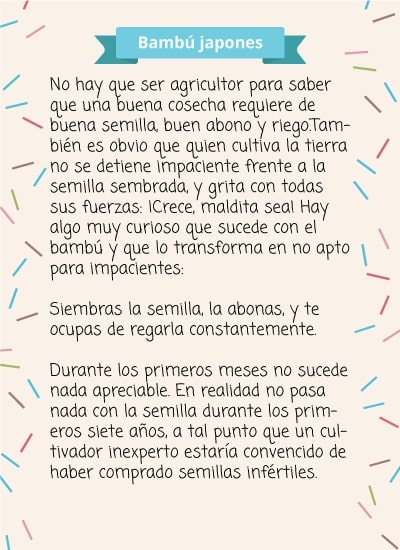 Bambú japones
No hay que ser agricultor para saber
que una buena cosecha requiere de
buena semilla, buen abono y riego.Tam-
bién es obvio que quien cultiva la tierra
no se detiene impaciente frente a la
semilla sembrada, y grita con todas
sus fuerzas: ¡Crece, maldita sea! Hay
algo muy curioso que sucede con el
bambú y que lo transforma en no apto
para impacientes:
Siembras la semilla, la abonas, y te
ocupas de regarla constantemente.
Durante los primeros meses no sucede
nada apreciable. En realidad no pasa
nada con la semilla durante los prim-
eros siete años, a tal punto que un cul-
tivador inexperto estaría convencido de
haber comprado semillas infértiles.